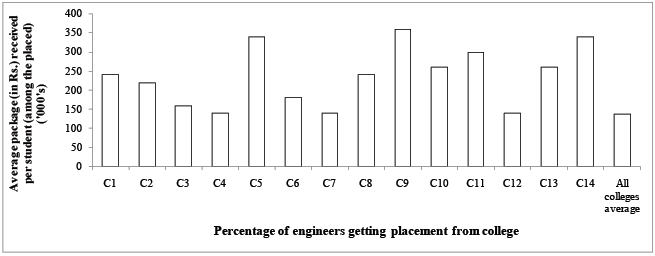 Average package (in Rs.) received
per student (among the placed)
('000's)
400
350
300
250
200
150
100
50
0
C1 C2 C3 C4 C5 C6 C7 C8 C9 C10 C11 C12 C13 C14 All
colleges
average
Percentage of engineers getting placement from college